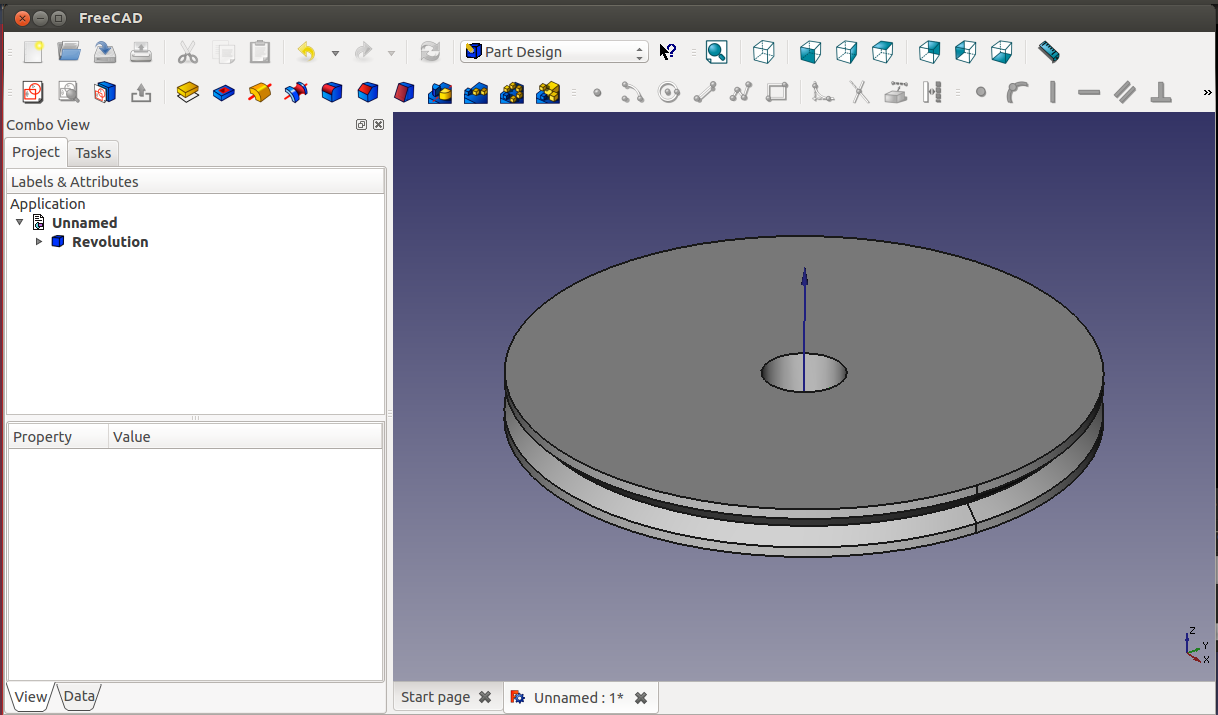 FreeCAD
Part Design
»
Combo View
Project Tasks
Labels & Attributes
Application
Unnamed
Revolution
Property Value
View Data
Start page
Unnamed : 1*
Z
Y
X